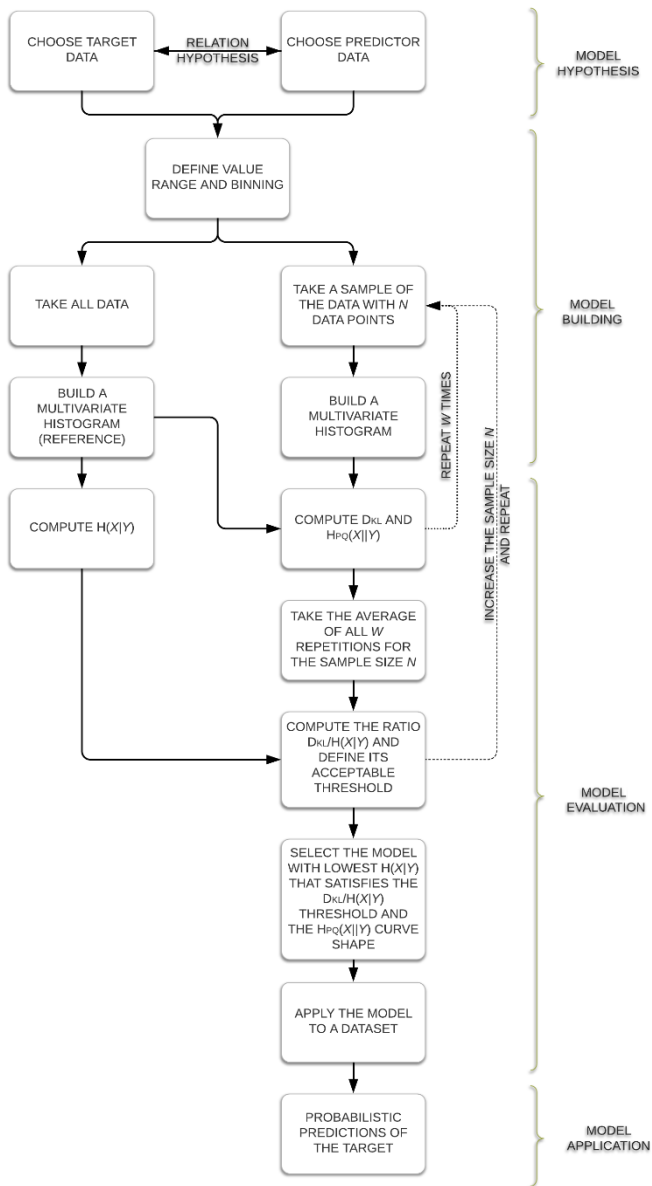 CHOOSE TARGET
DATA
RELATION
HYPOTHESIS
CHOOSE PREDICTOR
DATA
MODEL
HYPOTHESIS
DEFINE VALUE
RANGE AND BINNING
TAKE ALL DATA
TAKE A SAMPLE OF
THE DATA WITH N
DATA POINTS
MODEL
BUILDING
BUILD A
MULTIVARIATE
HISTOGRAM
(REFERENCE)
BUILD A
MULTIVARIATE
HISTOGRAM
REPEAT W TIMES
INCREASE THE SAMPLE SIZE N
AND REPEAT
COMPUTE H(X|Y)
COMPUTE DKL AND
HPQ(X||Y)
TAKE THE AVERAGE
OF ALL W
REPETITIONS FOR
THE SAMPLE SIZE N
COMPUTE THE RATIO
DKL/H(X|Y) AND
DEFINE ITS
ACCEPTABLE
THRESHOLD
MODEL
EVALUATION
SELECT THE MODEL
WITH LOWEST H(X|Y)
THAT SATISFIES THE
DKL/H(X|Y)
THRESHOLD AND
THE HPQ(X||Y) CURVE
SHAPE
APPLY THE MODEL
TO A DATASET
PROBABILISTIC
PREDICTIONS OF
THE TARGET
MODEL
APPLICATION